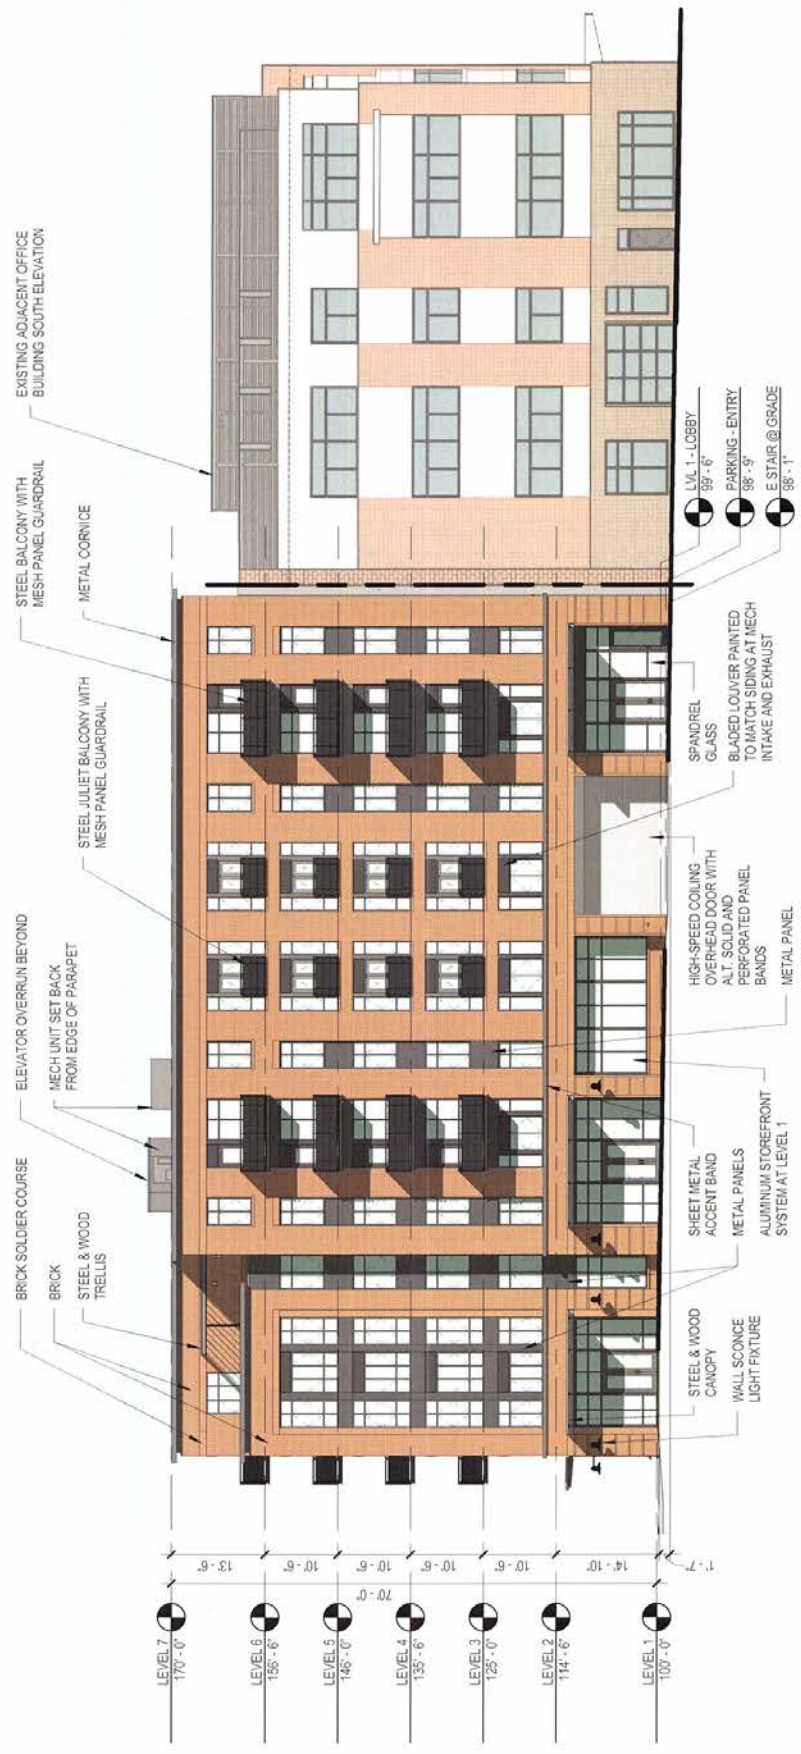 BRICK SOLDIER COURSE
BRICK
STEEL & WOOD
TRELLIS
ELEVATOR OVERRUN BEYOND
MECH UNIT SET BACK
FROM EDGE OF PARAPET
STEEL JULIET BALCONY WITH
MESH PANEL GUARDRAIL
STEEL BALCONY WITH
MESH PANEL GUARDRAIL
METAL CORNICE
EXISTING ADJACENT OFFICE
BUILDING SOUTH ELEVATION
LEVEL 7
170' - 0"
LEVEL 6
156' - 6"
LEVEL 5
146' - 0"
LEVEL 4
135' - 6"
LEVEL 3
125' - 0"
LEVEL 2
114' - 6"
LEVEL 1
100' - 0"
13' - 6"
10' - 6"
10' - 6"
10' - 6"
10' - 6"
14' - 10"
1' - 7"
70' - 0"
STEEL & WOOD
CANOPY
WALL SCONCE
LIGHT FIXTURE
SHEET METAL
ACCENT BAND
METAL PANELS
ALUMINUM STOREFRONT
SYSTEM AT LEVEL 1
HIGH-SPEED COILING
OVERHEAD DOOR WITH
ALT. SOLID AND
PERFORATED PANEL
BANDS
METAL PANEL
SPANDREL
GLASS
BLADED LOUVER PAINTED
TO MATCH SIDING AT MECH
INTAKE AND EXHAUST
LVL 1 - LOBBY
99' - 6"
PARKING - ENTRY
98' - 9"
E STAIR @ GRADE
98' - 1"